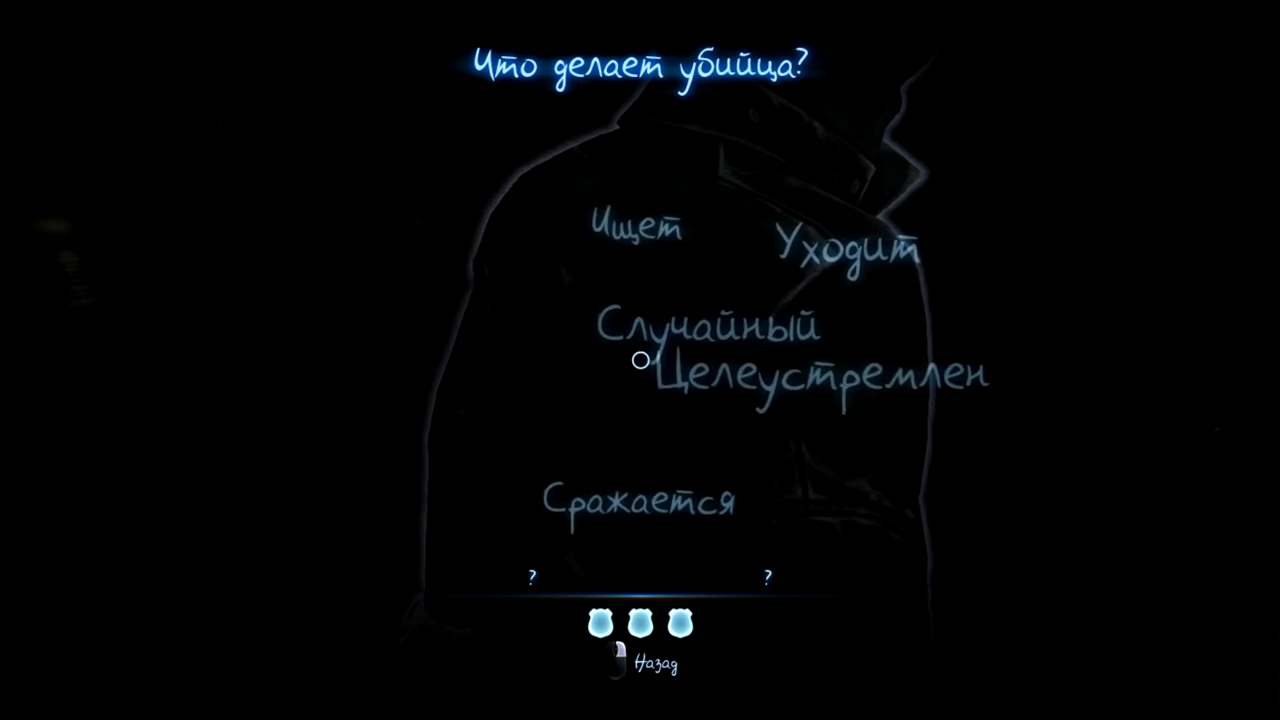 Что делает убийца?
Ищет
Уходит
Случайный
Целеустремлен
Сражается
? ?
Назад